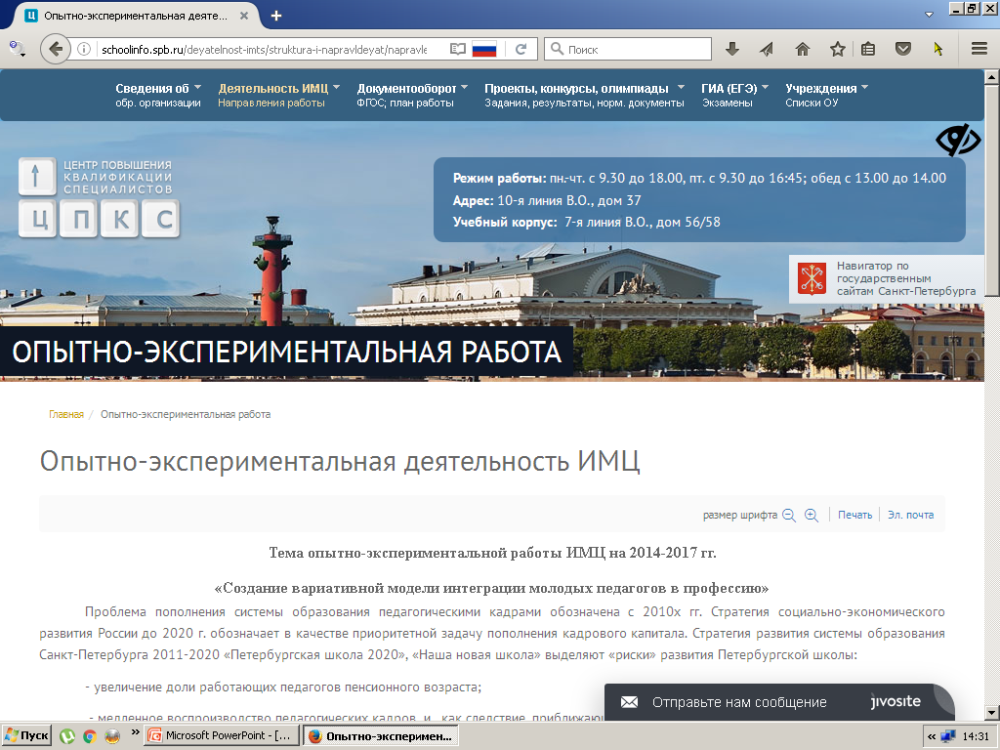 Опытно-экспериментальная деяте...
schoolinfo.spb.ru/deyatelnost-imts/struktura-i-napravldeyat/napravle
Поиск
Сведения об
обр. организации
Деятельность ИМЦ
Направления работы
Документооборот
ФГОС; план работы
Проекты, конкурсы, олимпиады
Задания, результаты, норм. документы
ГИА (ЕГЭ)
Экзамены
Учреждения
Списки ОУ
ЦЕНТР ПОВЫШЕНИЯ
КВАЛИФИКАЦИИ
СПЕЦИАЛИСТОВ
ЦПКС
Режим работы: пн.-чт. с 9.30 до 18.00, пт. с 9.30 до 16:45; обед с 13.00 до 14.00
Адрес: 10-я линия В.О., дом 37
Учебный корпус: 7-я линия В.О., дом 56/58
Навигатор по
государственным
сайтам Санкт-Петербурга
ОПЫТНО-ЭКСПЕРИМЕНТАЛЬНАЯ РАБОТА
Главная / Опытно-экспериментальная работа
Опытно-экспериментальная деятельность ИМЦ
размер шрифта Печать Эл. почта
Тема опытно-экспериментальной работы ИМЦ на 2014-2017 гг.
«Создание вариативной модели интеграции молодых педагогов в профессию»
Проблема пополнения системы образования педагогическими кадрами обозначена с 2010х гг. Стратегия социально-экономического
развития России до 2020 г. обозначает в качестве приоритетной задачу пополнения кадрового капитала. Стратегия развития системы образования
Санкт-Петербурга 2011-2020 «Петербургская школа 2020», «Наша новая школа» выделяют «риски» развития Петербургской школы:
- увеличение доли работающих педагогов пенсионного возраста;
- медленное воспроизводство педагогических кадров и, как следствие, приближаю
Отправьте нам сообщение jivosite
Пуск
Microsoft PowerPoint - [...
Опытно-эксперимен...
14:31